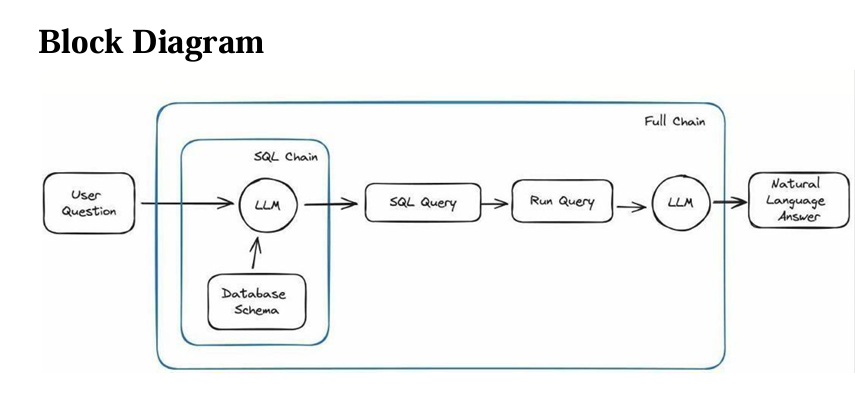 Block Diagram
Full Chain
SQL Chain
User
Question
LLM
SQL Query
Run Query
LLM
Natural
Language
Answer
Database
Schema